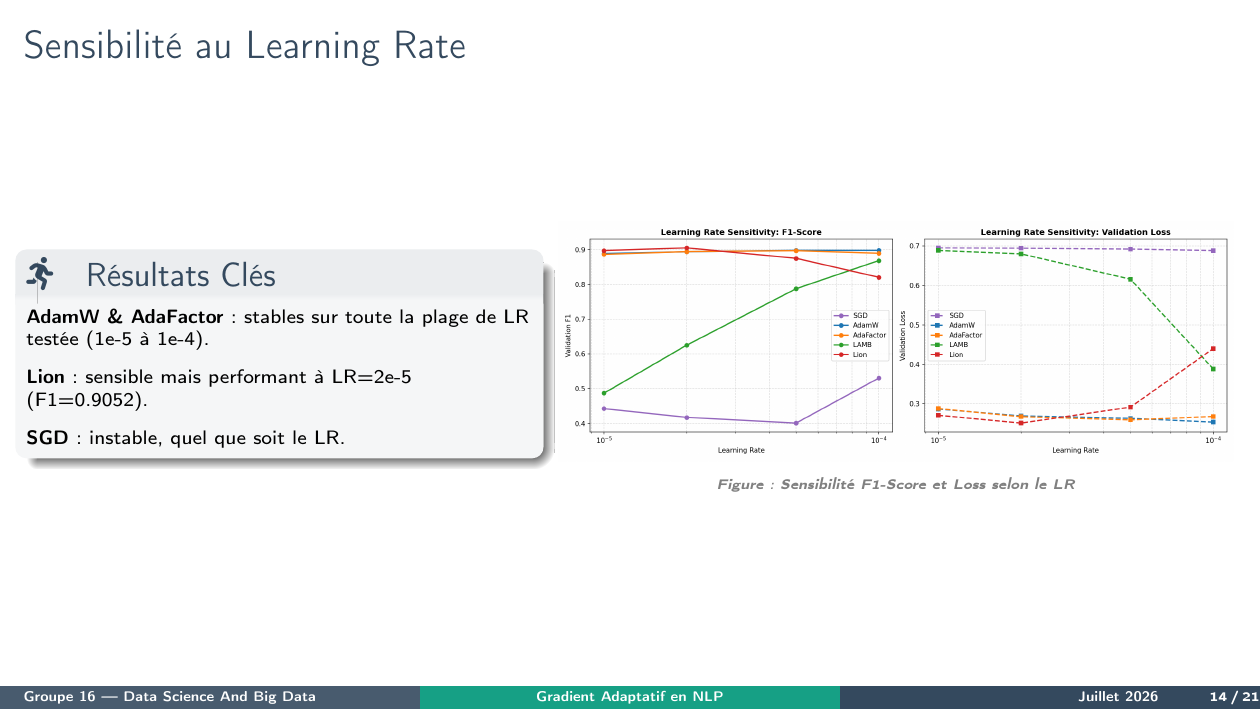 Sensibilité au Learning Rate
Résultats Clés
AdamW & AdaFactor : stables sur toute la plage de LR
testée (1e-5 à 1e-4).
Lion : sensible mais performant à LR=2e-5
(F1=0.9052).
SGD : instable, quel que soit le LR.
Learning Rate Sensitivity: F1-Score
Validation F1
0.9
0.8
0.7
0.6
0.5
0.4
SGD
AdamW
AdaFactor
LAMB
Lion
10⁻⁵
10⁻⁴
Learning Rate
Learning Rate Sensitivity: Validation Loss
Validation Loss
0.7
0.6
0.5
0.4
0.3
SGD
AdamW
AdaFactor
LAMB
Lion
10⁻⁵
10⁻⁴
Learning Rate
Figure : Sensibilité F1-Score et Loss selon le LR
Groupe 16 — Data Science And Big Data
Gradient Adaptatif en NLP
Juillet 2026
14 / 21